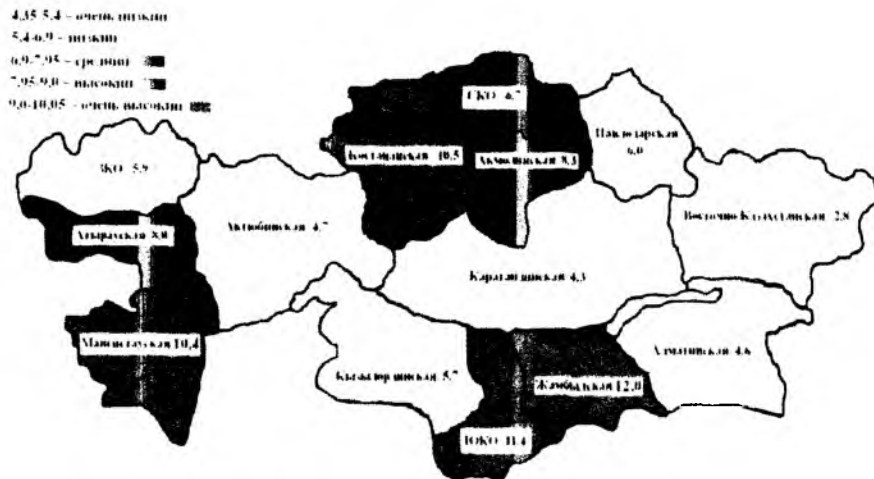 4,35-5,4 – очень низкий
5,4-6,9 – низкий
6,9-7,95 – средний
7,95-9,0 – высокий
9,0-10,05 – очень высокий
СКО 6,7
Павлодарская
6,0
Костанайская 10,5
Акмолинская 8,3
ЗКО 5,9
Восточно-Казахстанская 2,8
Актюбинская 4,7
Атырауская 8,0
Карагандинская 4,3
Мангистауская 10,4
Алматинская 4,6
Кызылординская 5,7
Жамбылская 12,0
ЮКО 11,4